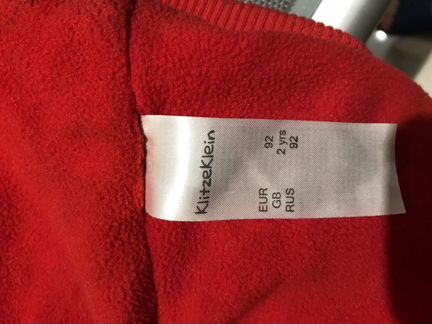 KlitzeKlein
EUR 92
GB 2 yrs
RUS 92